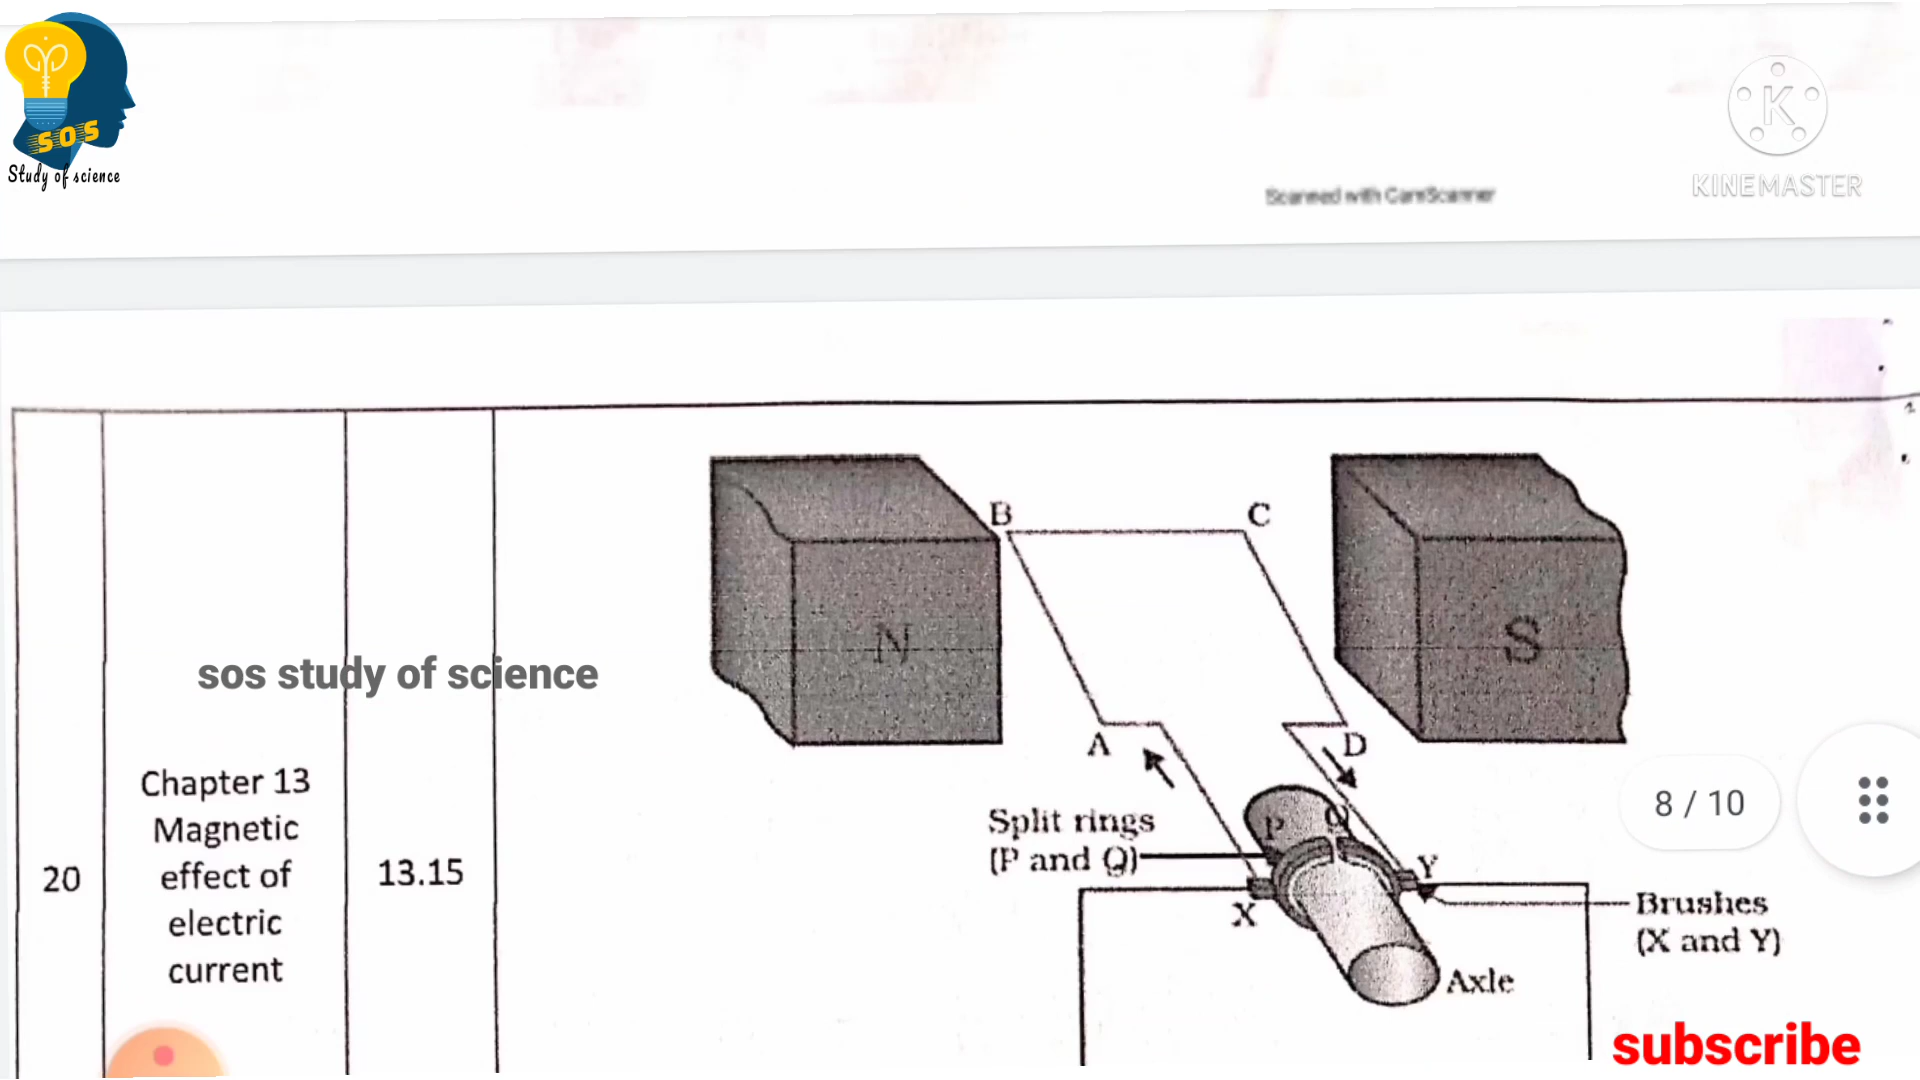 SOS
Study of science
K
KINEMASTER
Scanned with CamScanner
B
C
N
S
sos study of science
A
D
Chapter 13
Magnetic
effect of
electric
current
20
13.15
Split rings
(P and Q)
P
Q
X
Y
Brushes
(X and Y)
Axle
8 / 10
subscribe